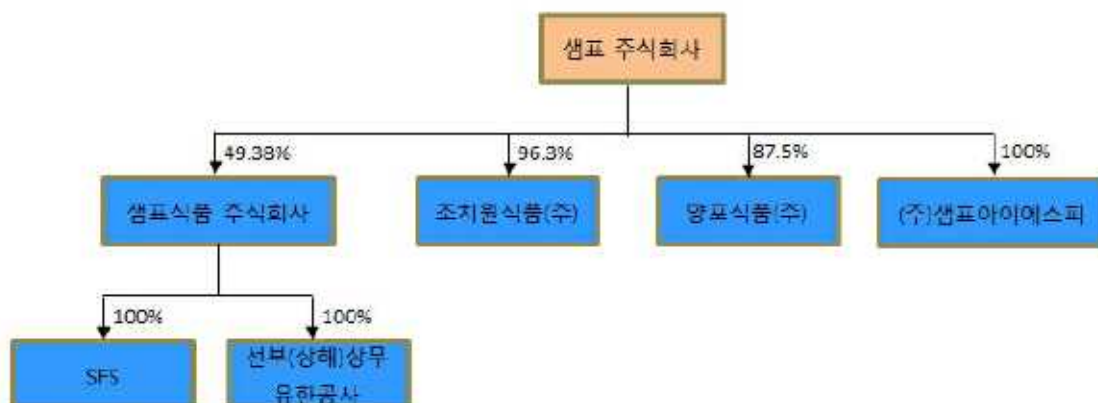 샘표 주식회사
49.38%
96.3%
87.5%
100%
샘표식품 주식회사
조치원식품(주)
양포식품(주)
(주)샘표아이에스피
100%
100%
SFS
선부(상해)상무
유한공사